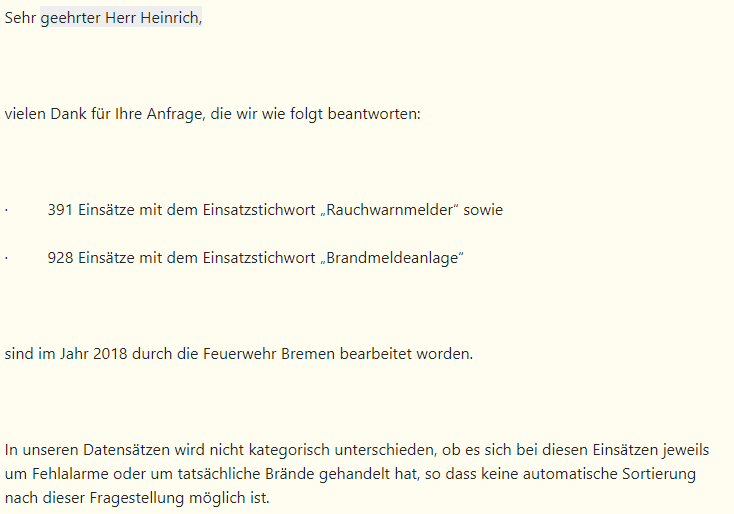 Sehr geehrter Herr Heinrich,
vielen Dank für Ihre Anfrage, die wir wie folgt beantworten:
· 391 Einsätze mit dem Einsatzstichwort „Rauchwarnmelder“ sowie
· 928 Einsätze mit dem Einsatzstichwort „Brandmeldeanlage“
sind im Jahr 2018 durch die Feuerwehr Bremen bearbeitet worden.
In unseren Datensätzen wird nicht kategorisch unterschieden, ob es sich bei diesen Einsätzen jeweils
um Fehlalarme oder um tatsächliche Brände gehandelt hat, so dass keine automatische Sortierung
nach dieser Fragestellung möglich ist.